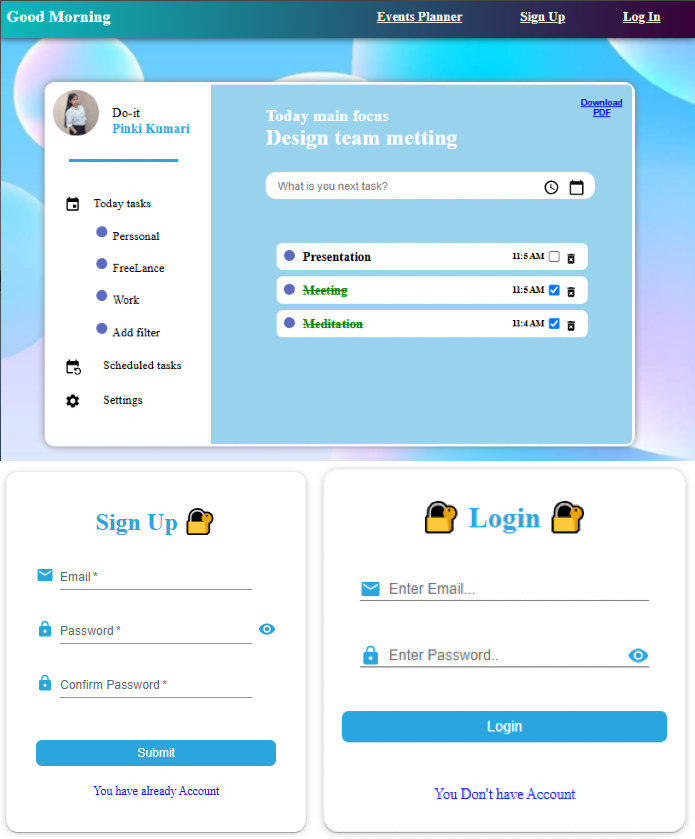 Good Morning
Events Planner
Sign Up
Log In
Do-it
Pinki Kumari
Today tasks
Perssonal
FreeLance
Work
Add filter
Scheduled tasks
Settings
Today main focus
Design team metting
Download
PDF
What is you next task?
Presentation 11:5 AM
Meeting 11:5 AM
Meditation 11:4 AM
Sign Up
Email *
Password *
Confirm Password *
Submit
You have already Account
Login
Enter Email...
Enter Password..
Login
You Don't have Account